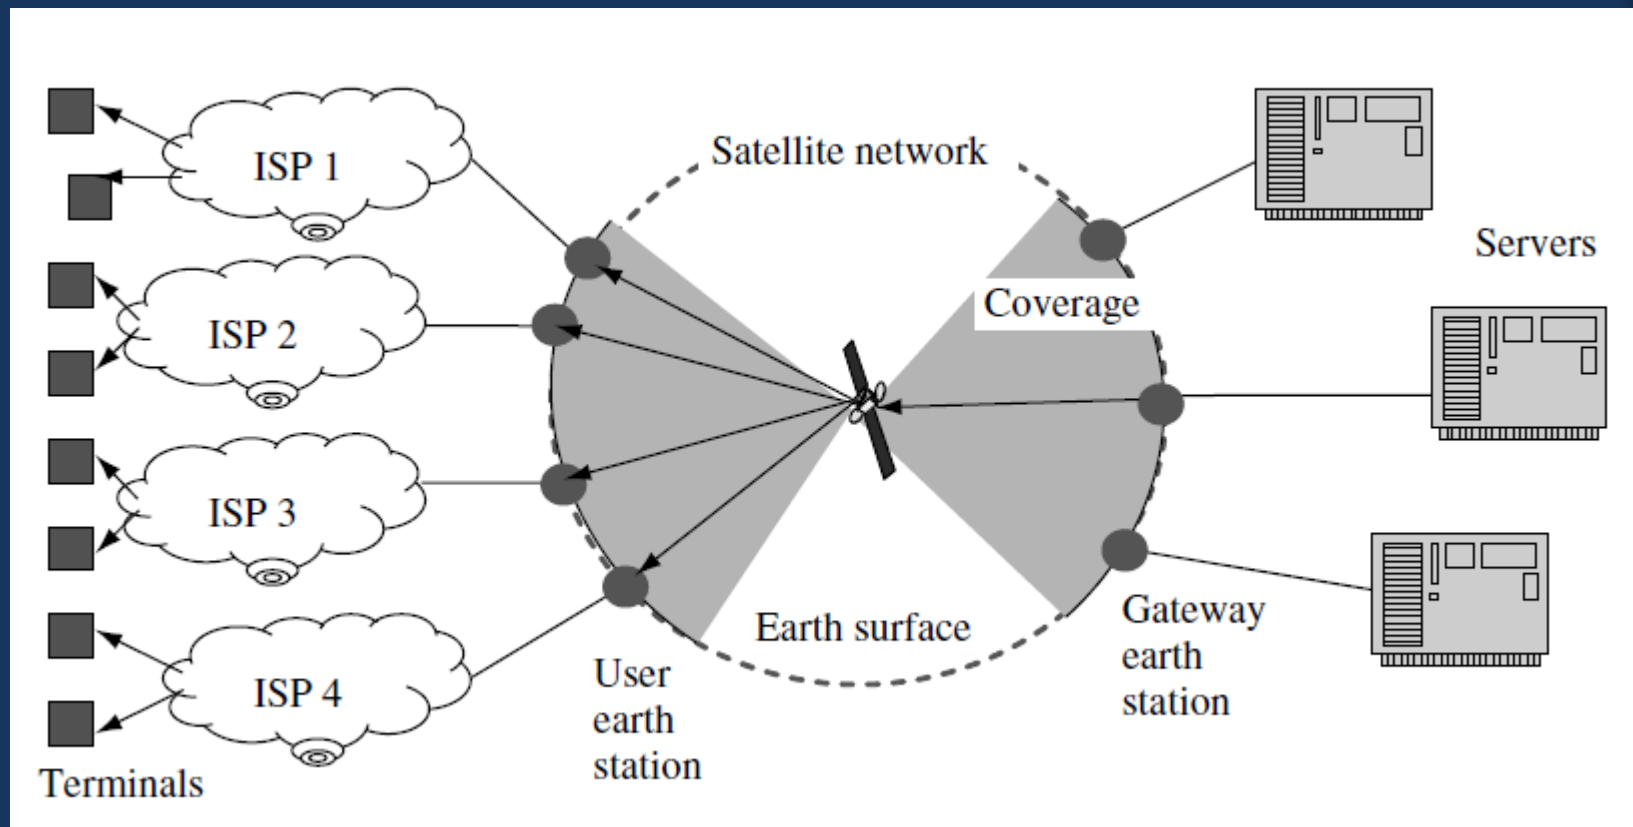 ISP 1
Satellite network
Servers
Coverage
ISP 2
ISP 3
Earth surface
Gateway
earth
station
User
earth
station
ISP 4
Terminals